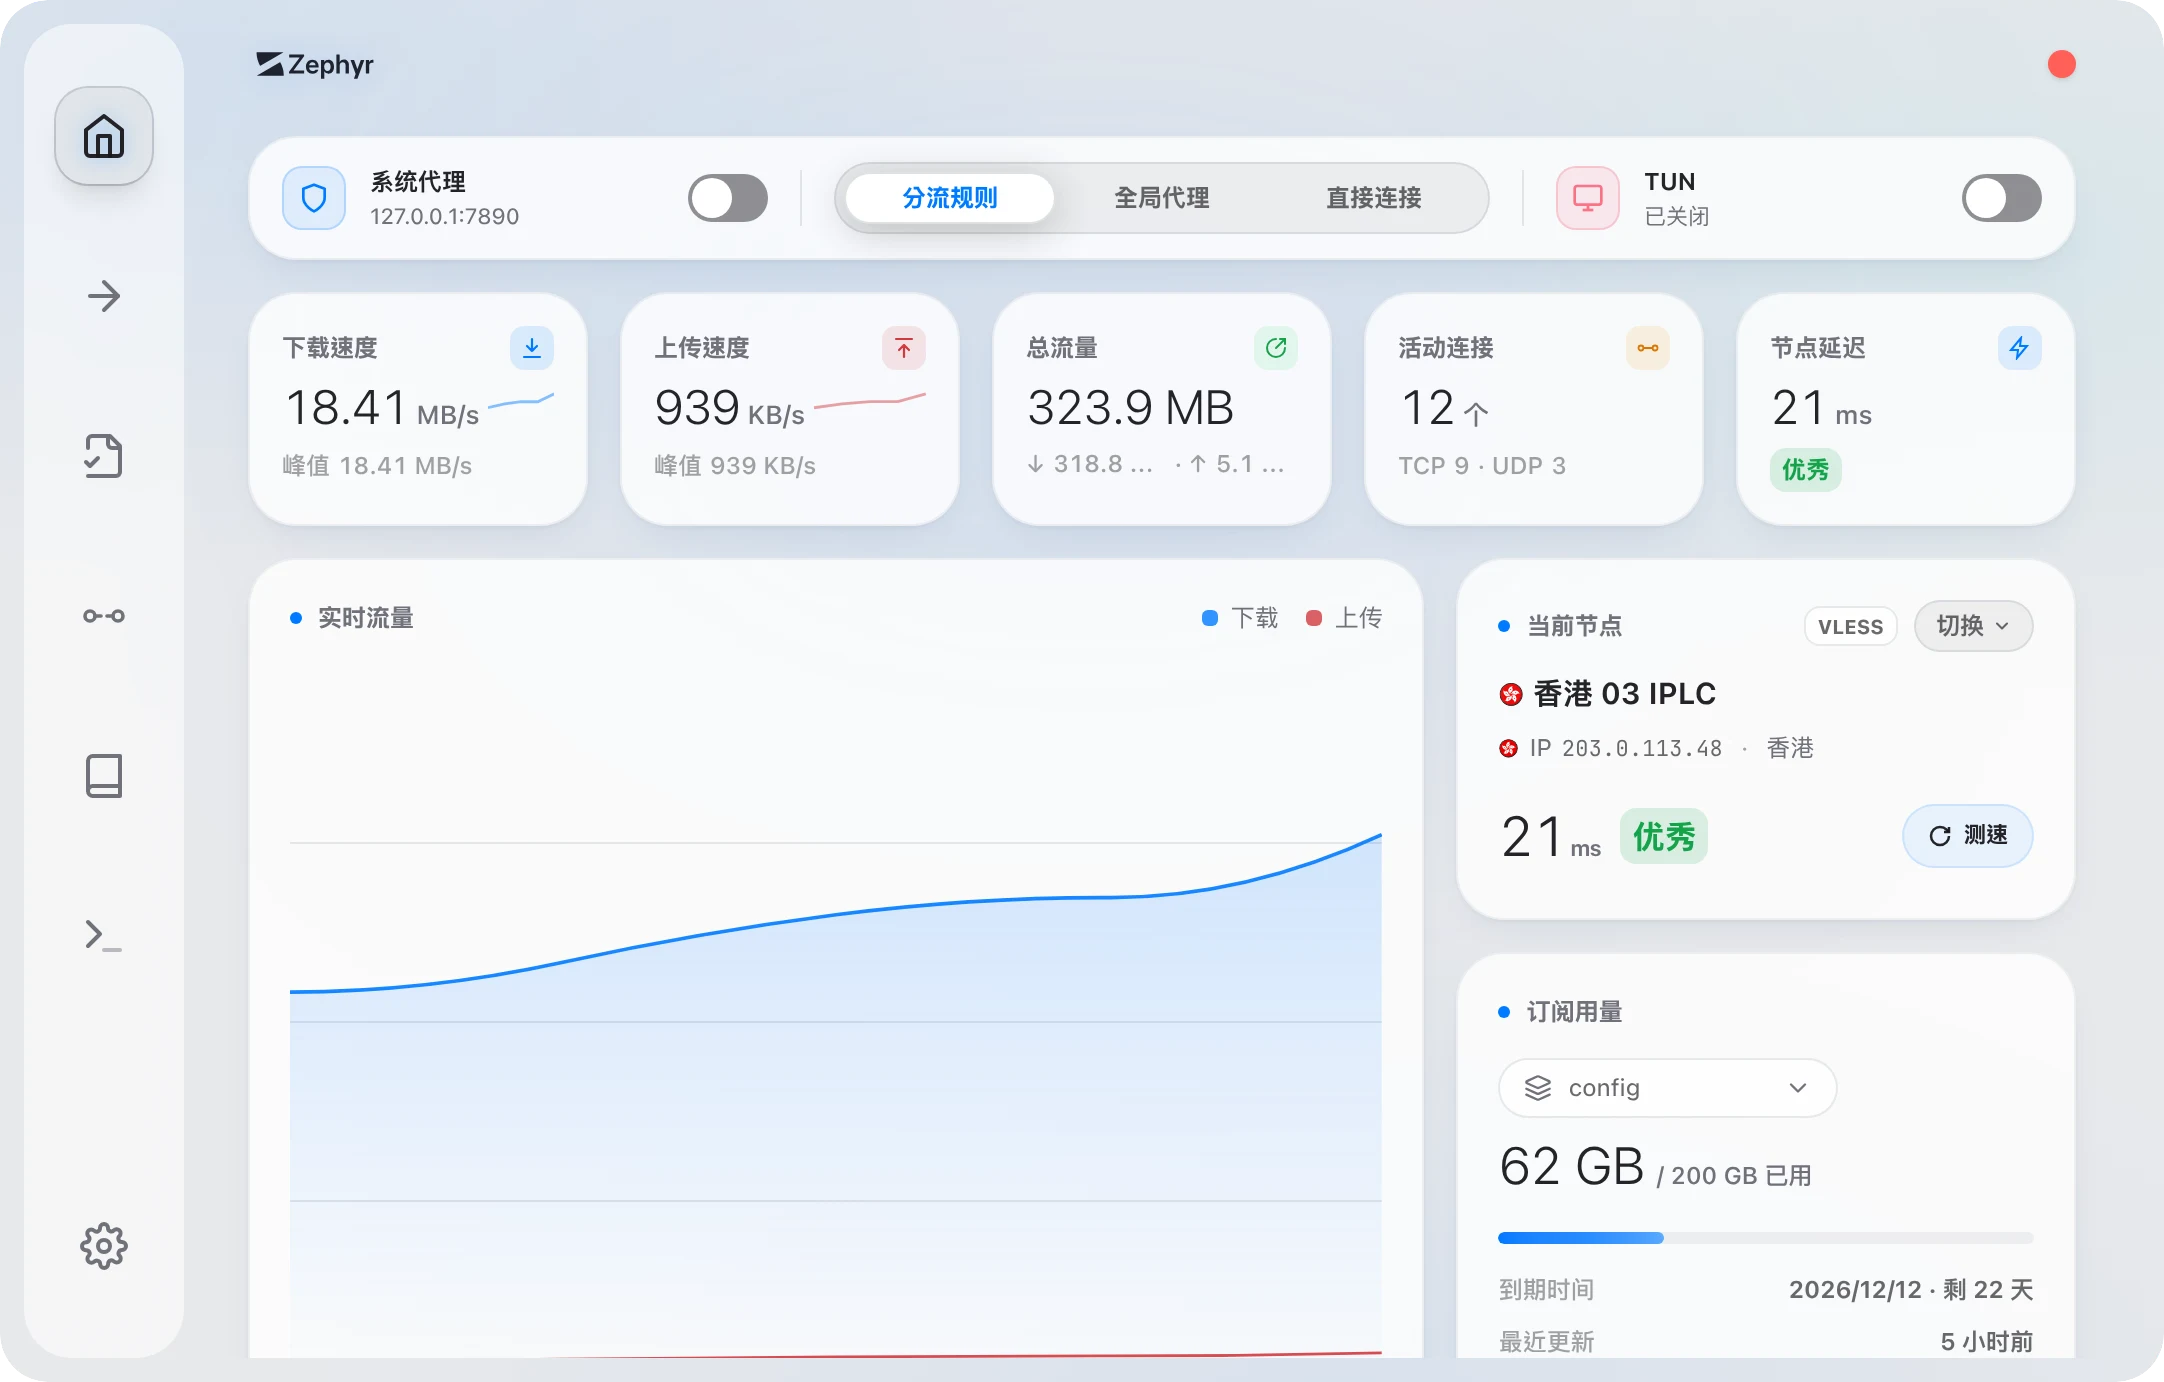 Zephyr
系统代理
127.0.0.1:7890
分流规则
全局代理
直接连接
TUN
已关闭
下载速度
18.41 MB/s
峰值 18.41 MB/s
上传速度
939 KB/s
峰值 939 KB/s
总流量
323.9 MB
↓ 318.8 ... · ↑ 5.1 ...
活动连接
12 个
TCP 9 · UDP 3
节点延迟
21 ms
优秀
实时流量
下载
上传
当前节点
VLESS
切换
香港 03 IPLC
IP 203.0.113.48 · 香港
21 ms
优秀
测速
订阅用量
config
62 GB / 200 GB 已用
到期时间
2026/12/12 · 剩 22 天
最近更新
5 小时前